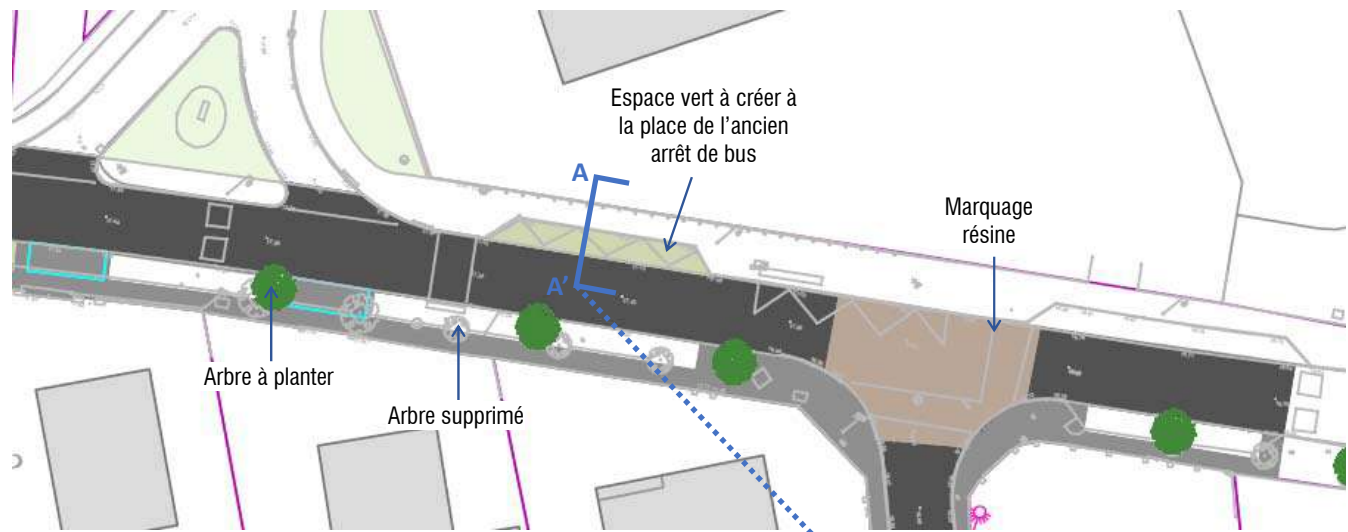 Espace vert à créer à
la place de l’ancien
arrêt de bus
A
Marquage
résine
A’
Arbre à planter
Arbre supprimé